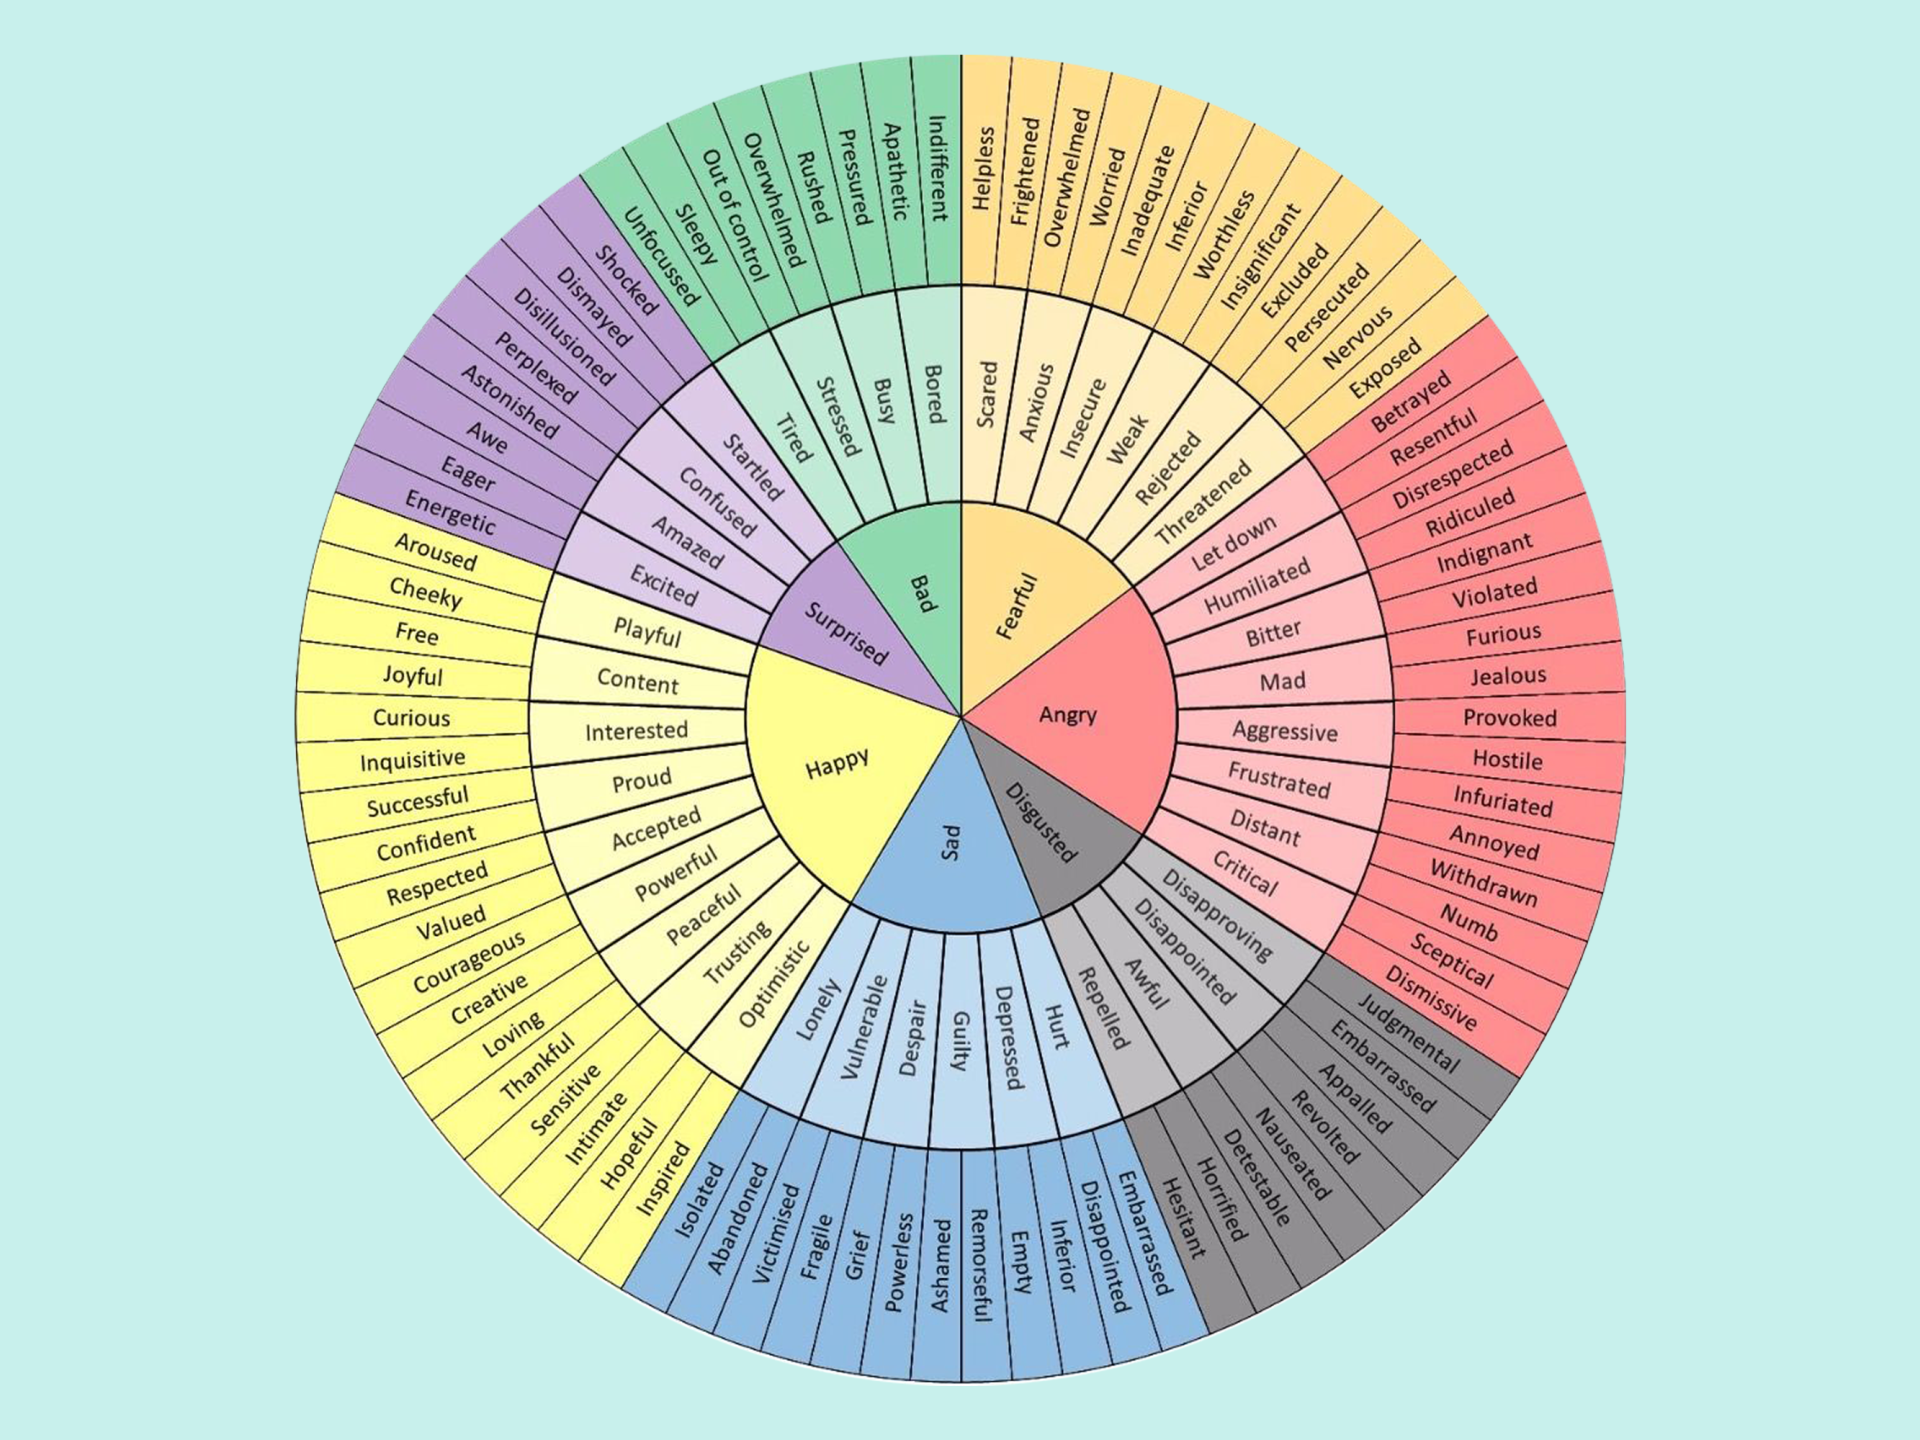 Fearful
Angry
Disgusted
Sad
Happy
Surprised
Bad
Scared
Anxious
Insecure
Weak
Rejected
Threatened
Let down
Humiliated
Bitter
Mad
Aggressive
Frustrated
Distant
Critical
Disapproving
Disappointed
Awful
Repelled
Hurt
Depressed
Guilty
Despair
Vulnerable
Lonely
Optimistic
Trusting
Peaceful
Powerful
Accepted
Proud
Interested
Content
Playful
Excited
Amazed
Confused
Startled
Tired
Stressed
Busy
Bored
Helpless
Frightened
Overwhelmed
Worried
Inadequate
Inferior
Worthless
Insignificant
Excluded
Persecuted
Nervous
Exposed
Betrayed
Resentful
Disrespected
Ridiculed
Indignant
Violated
Furious
Jealous
Provoked
Hostile
Infuriated
Annoyed
Withdrawn
Numb
Sceptical
Dismissive
Judgmental
Embarrassed
Appalled
Revolted
Nauseated
Detestable
Horrified
Hesitant
Embarrassed
Disappointed
Inferior
Empty
Remorseful
Ashamed
Powerless
Grief
Fragile
Victimised
Abandoned
Isolated
Inspired
Hopeful
Intimate
Sensitive
Thankful
Loving
Creative
Courageous
Valued
Respected
Confident
Successful
Inquisitive
Curious
Joyful
Free
Cheeky
Aroused
Energetic
Eager
Awe
Astonished
Perplexed
Disillusioned
Dismayed
Shocked
Unfocussed
Sleepy
Out of control
Overwhelmed
Rushed
Pressured
Apathetic
Indifferent